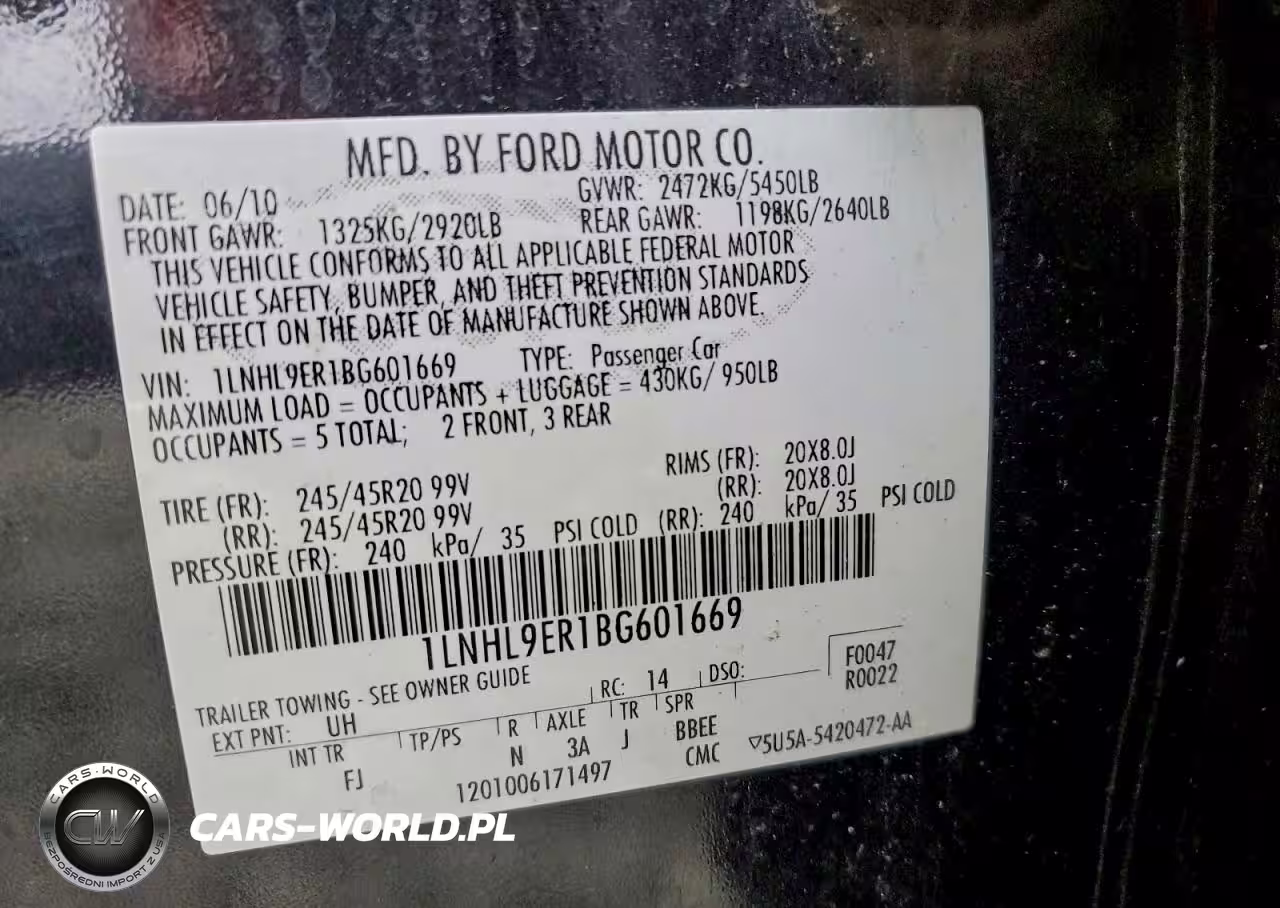 MFD. BY FORD MOTOR CO.
DATE: 06/10 GVWR: 2472KG/5450LB
FRONT GAWR: 1325KG/2920LB REAR GAWR: 1198KG/2640LB
THIS VEHICLE CONFORMS TO ALL APPLICABLE FEDERAL MOTOR
VEHICLE SAFETY, BUMPER, AND THEFT PREVENTION STANDARDS
IN EFFECT ON THE DATE OF MANUFACTURE SHOWN ABOVE.
VIN: 1LNHL9ER1BG601669 TYPE: Passenger Car
MAXIMUM LOAD = OCCUPANTS + LUGGAGE = 430KG/ 950LB
OCCUPANTS = 5 TOTAL; 2 FRONT, 3 REAR
TIRE (FR): 245/45R20 99V RIMS (FR): 20X8.0J
(RR): 245/45R20 99V (RR): 20X8.0J
PRESSURE (FR): 240 kPa/ 35 PSI COLD (RR): 240 kPa/ 35 PSI COLD
1LNHL9ER1BG601669
TRAILER TOWING - SEE OWNER GUIDE
F0047
EXT PNT: UH RC: 14 DSO: R0022
INT TR TP/PS R AXLE TR SPR
FJ N 3A J BBEE
1201006171497 CMC ▽5U5A-5420472-AA
CARS-WORLD
CW
BEZPOŚREDNI IMPORT Z USA
CARS-WORLD.PL